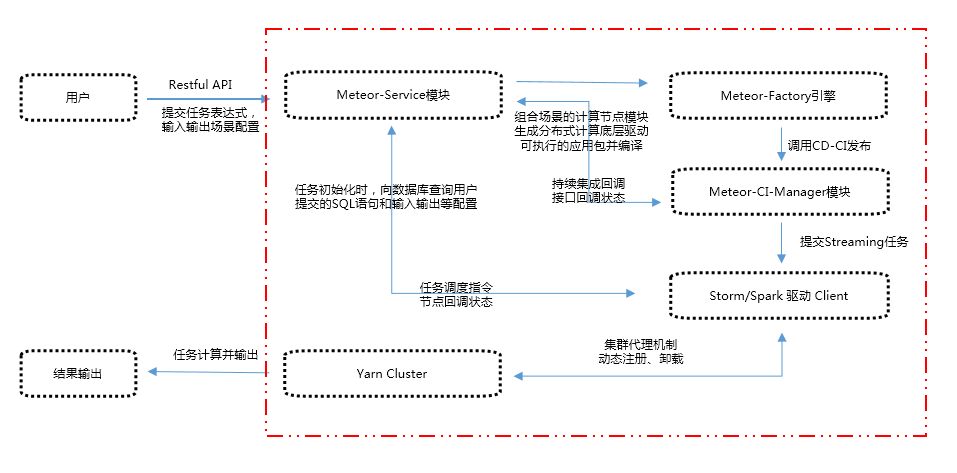 用户
Restful API
提交任务表达式，
输入输出场景配置
Meteor-Service模块
Meteor-Factory引擎
组合场景的计算节点模块
生成分布式计算底层驱动
可执行的应用包并编译
调用CD-CI发布
任务初始化时，向数据库查询用户
提交的SQL语句和输入输出等配置
持续集成回调
接口回调状态
Meteor-CI-Manager模块
提交Streaming任务
任务调度指令
节点回调状态
Storm/Spark 驱动 Client
集群代理机制
动态注册、卸载
结果输出
任务计算并输出
Yarn Cluster